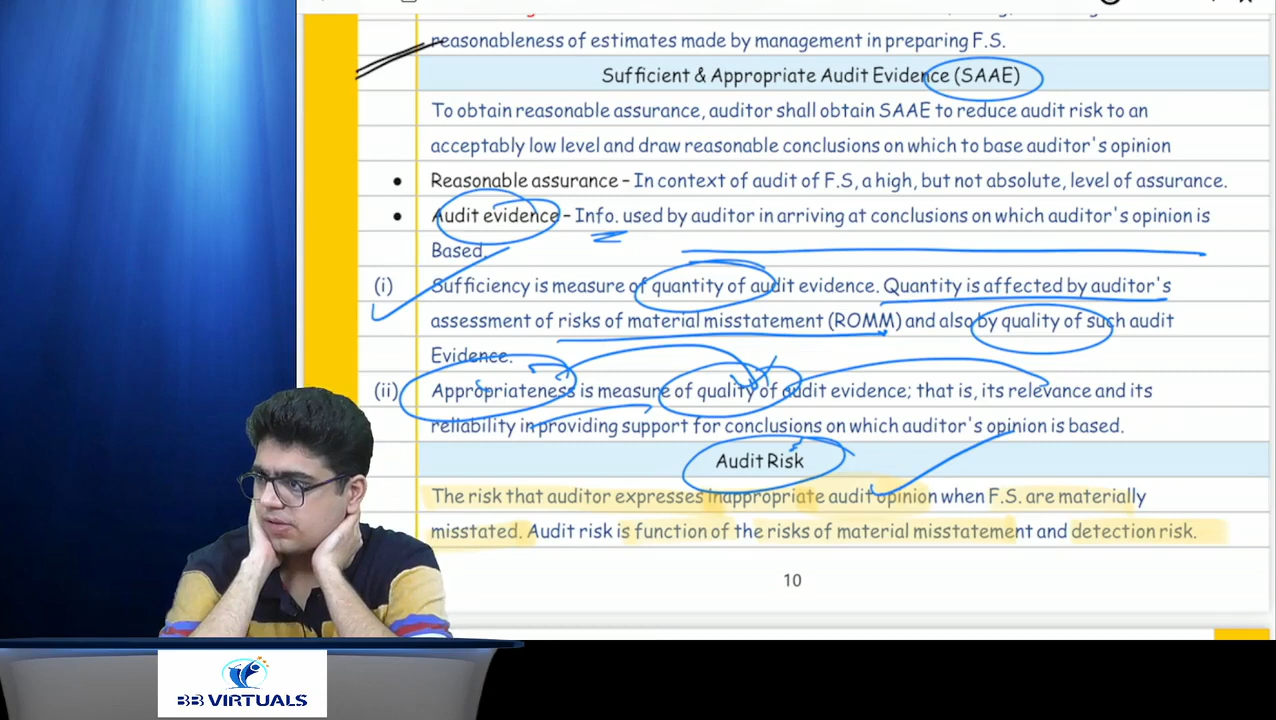 reasonableness of estimates made by management in preparing F.S.
Sufficient & Appropriate Audit Evidence (SAAE)
To obtain reasonable assurance, auditor shall obtain SAAE to reduce audit risk to an
acceptably low level and draw reasonable conclusions on which to base auditor's opinion
• Reasonable assurance – In context of audit of F.S, a high, but not absolute, level of assurance.
• Audit evidence – Info. used by auditor in arriving at conclusions on which auditor's opinion is
Based.
(i) Sufficiency is measure of quantity of audit evidence. Quantity is affected by auditor's
assessment of risks of material misstatement (ROMM) and also by quality of such audit
Evidence.
(ii) Appropriateness is measure of quality of audit evidence; that is, its relevance and its
reliability in providing support for conclusions on which auditor's opinion is based.
Audit Risk
The risk that auditor expresses inappropriate audit opinion when F.S. are materially
misstated. Audit risk is function of the risks of material misstatement and detection risk.
10
BB VIRTUALS